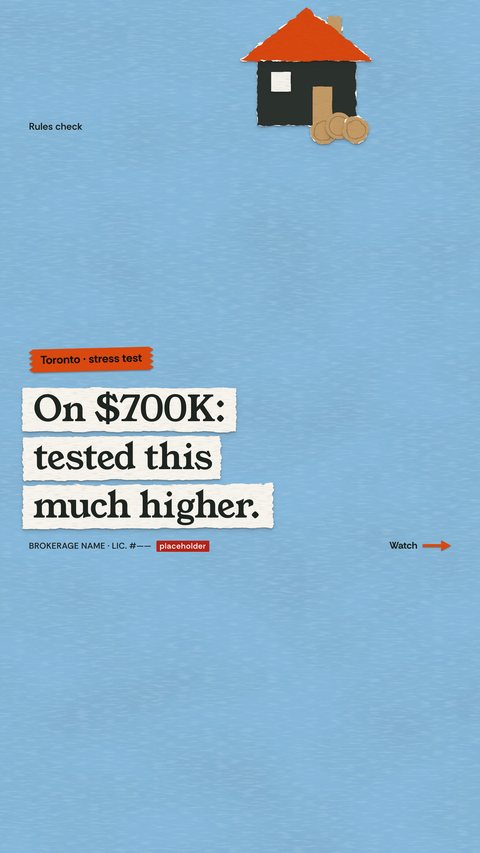 Rules check
Toronto · stress test
On $700K:
tested this
much higher.
BROKERAGE NAME · LIC. #—— placeholder
Watch